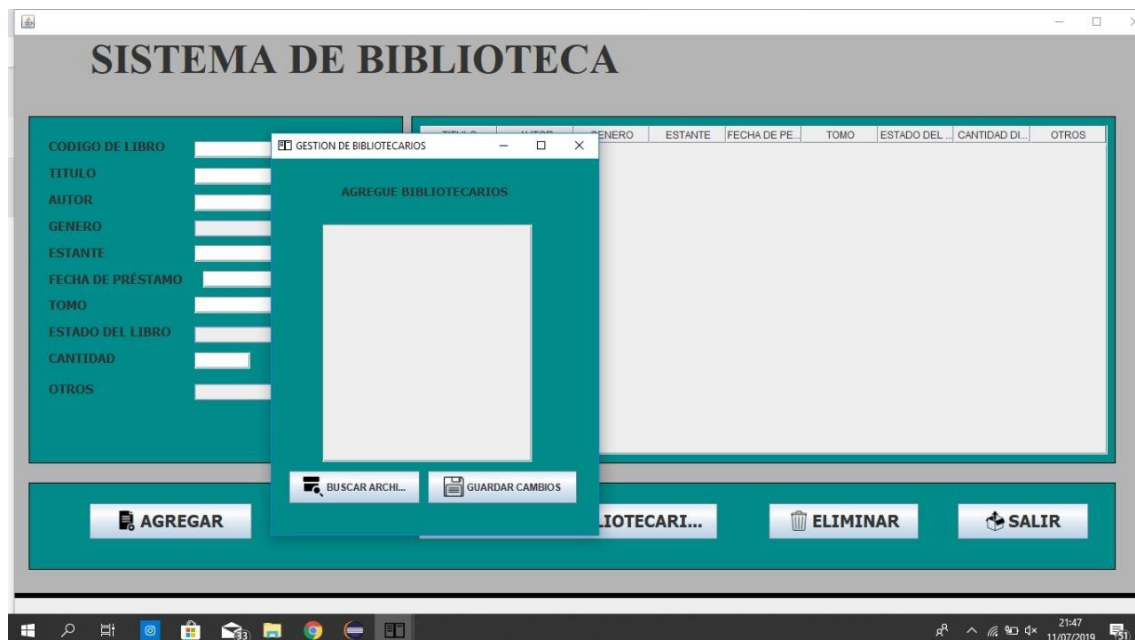 SISTEMA DE BIBLIOTECA
GENERO ESTANTE FECHA DE PE... TOMO ESTADO DEL ... CANTIDAD DI... OTROS
CODIGO DE LIBRO
TITULO
AUTOR
GENERO
ESTANTE
FECHA DE PRÉSTAMO
TOMO
ESTADO DEL LIBRO
CANTIDAD
OTROS
GESTION DE BIBLIOTECARIOS
AGREGUE BIBLIOTECARIOS
BUSCAR ARCHI...
GUARDAR CAMBIOS
AGREGAR
LIOTECARI...
ELIMINAR
SALIR
21:47
11/07/2019